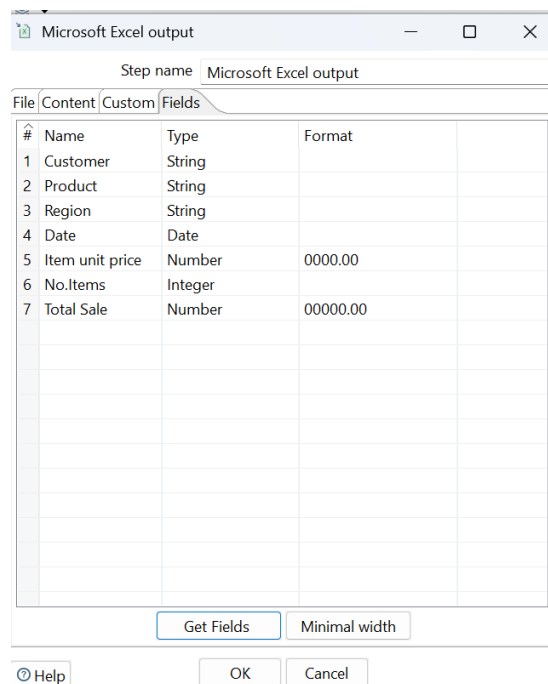 Microsoft Excel output
Step name Microsoft Excel output
File Content Custom Fields
# Name Type Format
1 Customer String
2 Product String
3 Region String
4 Date Date
5 Item unit price Number 0000.00
6 No.Items Integer
7 Total Sale Number 00000.00
Get Fields Minimal width
? Help OK Cancel